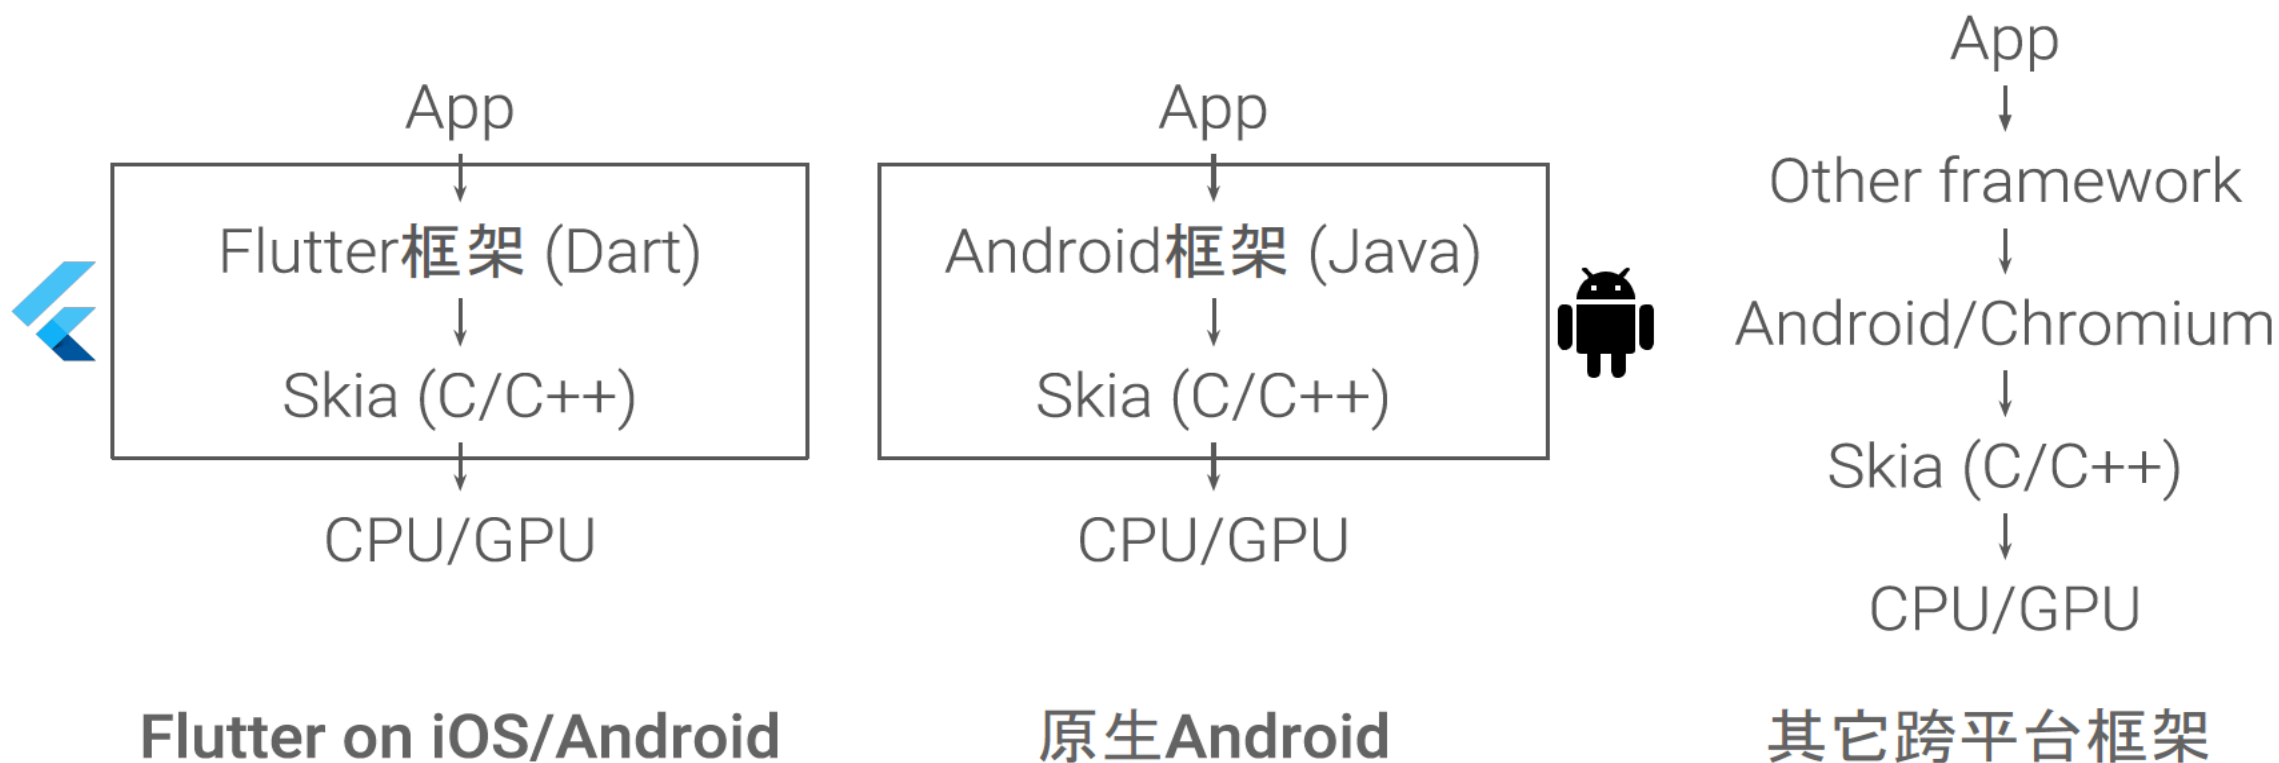 App
Flutter框架 (Dart)
Skia (C/C++)
CPU/GPU
Flutter on iOS/Android
App
Android框架 (Java)
Skia (C/C++)
CPU/GPU
原生Android
App
Other framework
Android/Chromium
Skia (C/C++)
CPU/GPU
其它跨平台框架